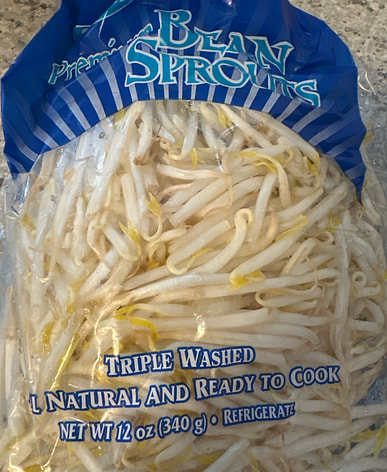 Premium BEAN
SPROUTS
TRIPLE WASHED
L NATURAL AND READY TO COOK
NET WT 12 oz (340 g) • REFRIGERATE